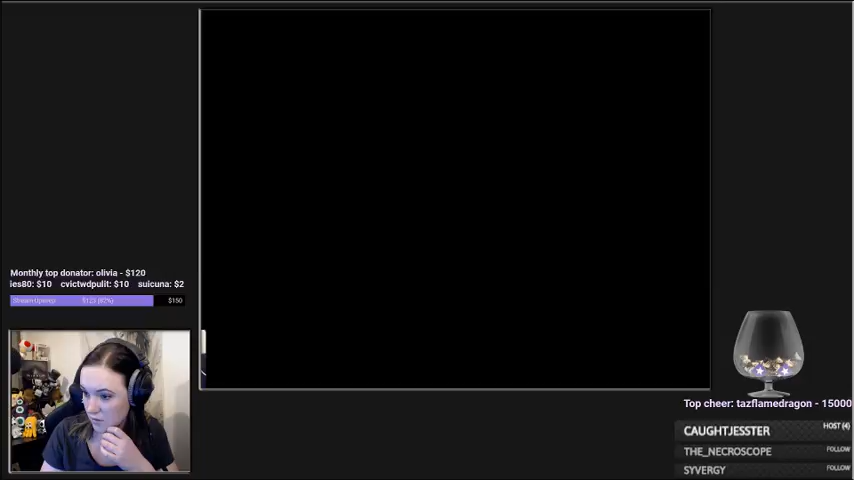 Monthly top donator: olivia - $120
ies80: $10 cvictwdpulit: $10 suicuna: $2
$150
Top cheer: tazflamedragon - 15000
CAUGHTJESSTER HOST (4)
THE_NECROSCOPE FOLLOW
SYVERGY FOLLOW